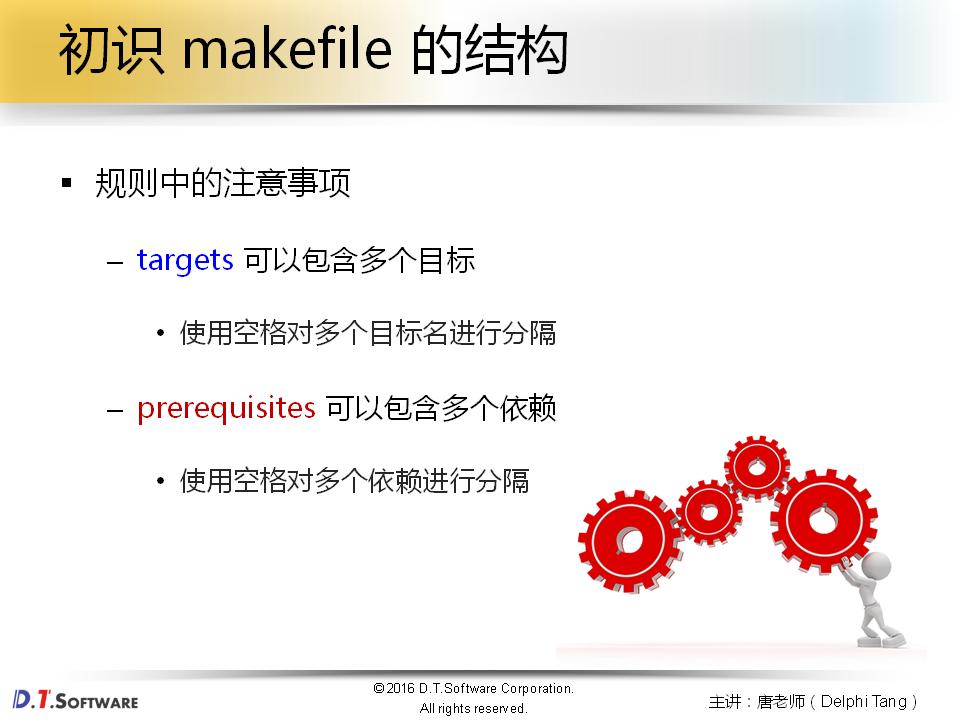 初识 makefile 的结构
▪ 规则中的注意事项
– targets 可以包含多个目标
• 使用空格对多个目标名进行分隔
– prerequisites 可以包含多个依赖
• 使用空格对多个依赖进行分隔
D.T.SOFTWARE
©2016 D.T.Software Corporation.
All rights reserved.
主讲：唐老师（Delphi Tang）